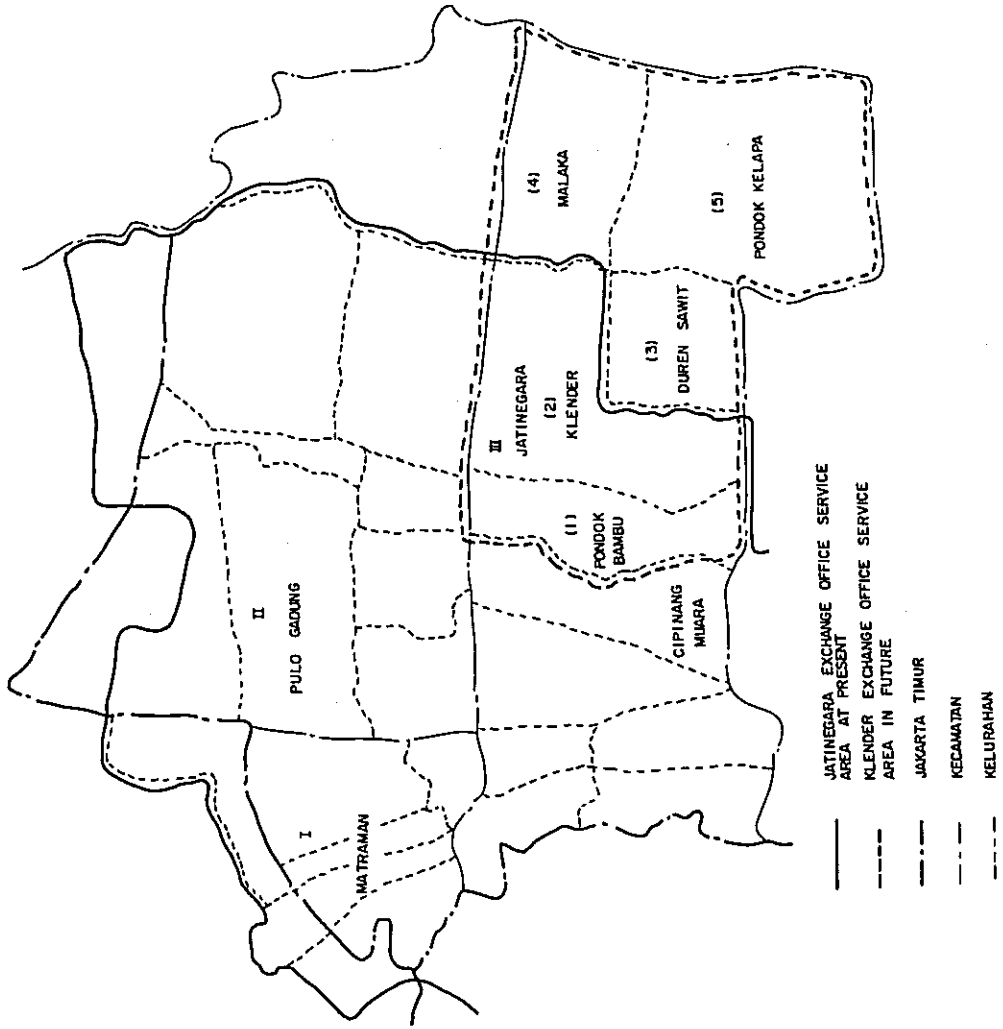 I
MATRAMAN
II
PULO GADUNG
III
JATINEGARA
(1)
PONDOK
BAMBU
(2)
KLENDER
(3)
DUREN SAWIT
(4)
MALAKA
(5)
PONDOK KELAPA
CIPINANG
MUARA
JATINEGARA EXCHANGE OFFICE SERVICE
AREA AT PRESENT
KLENDER EXCHANGE OFFICE SERVICE
AREA IN FUTURE
JAKARTA TIMUR
KECAMATAN
KELURAHAN